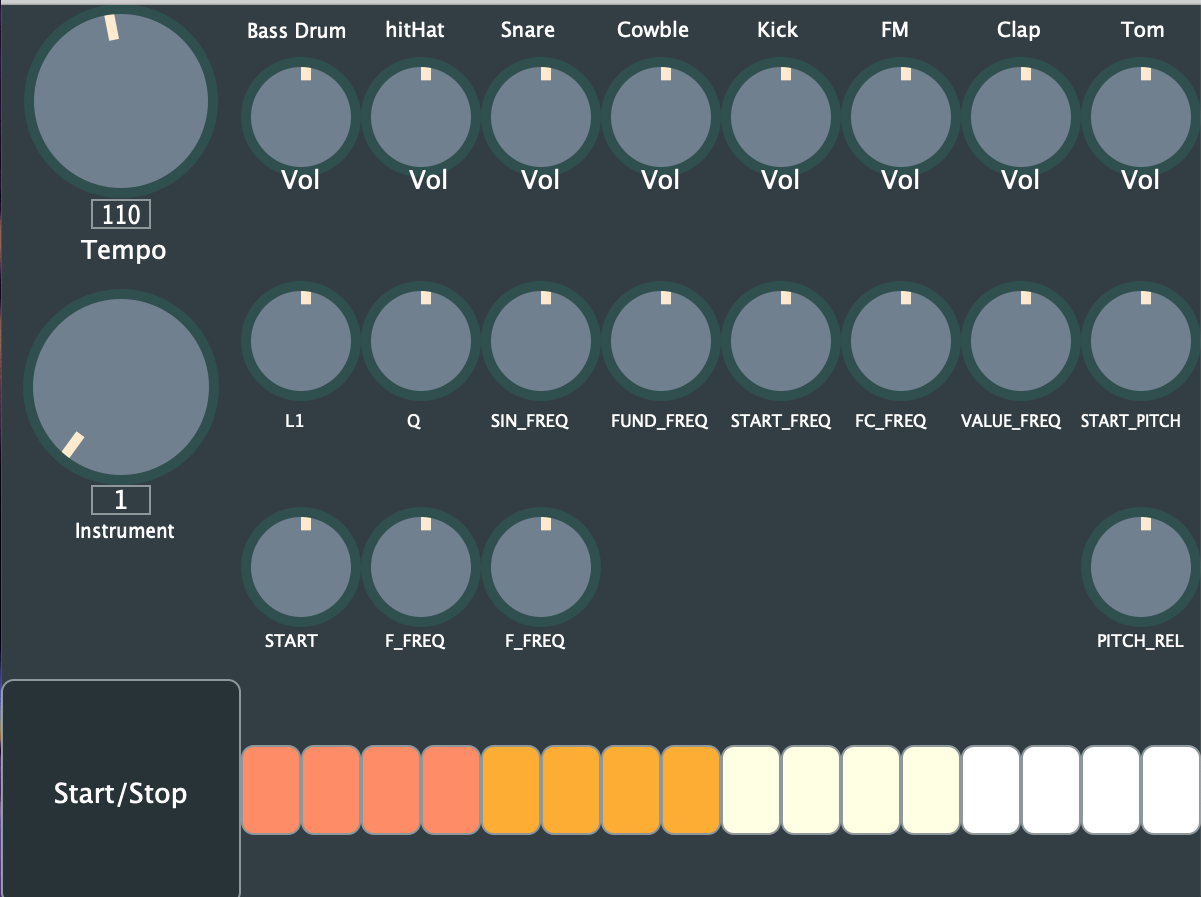 Bass Drum hitHat Snare Cowble Kick FM Clap Tom
Vol Vol Vol Vol Vol Vol Vol Vol
110
Tempo
L1 Q SIN_FREQ FUND_FREQ START_FREQ FC_FREQ VALUE_FREQ START_PITCH
1
Instrument
START F_FREQ F_FREQ PITCH_REL
Start/Stop